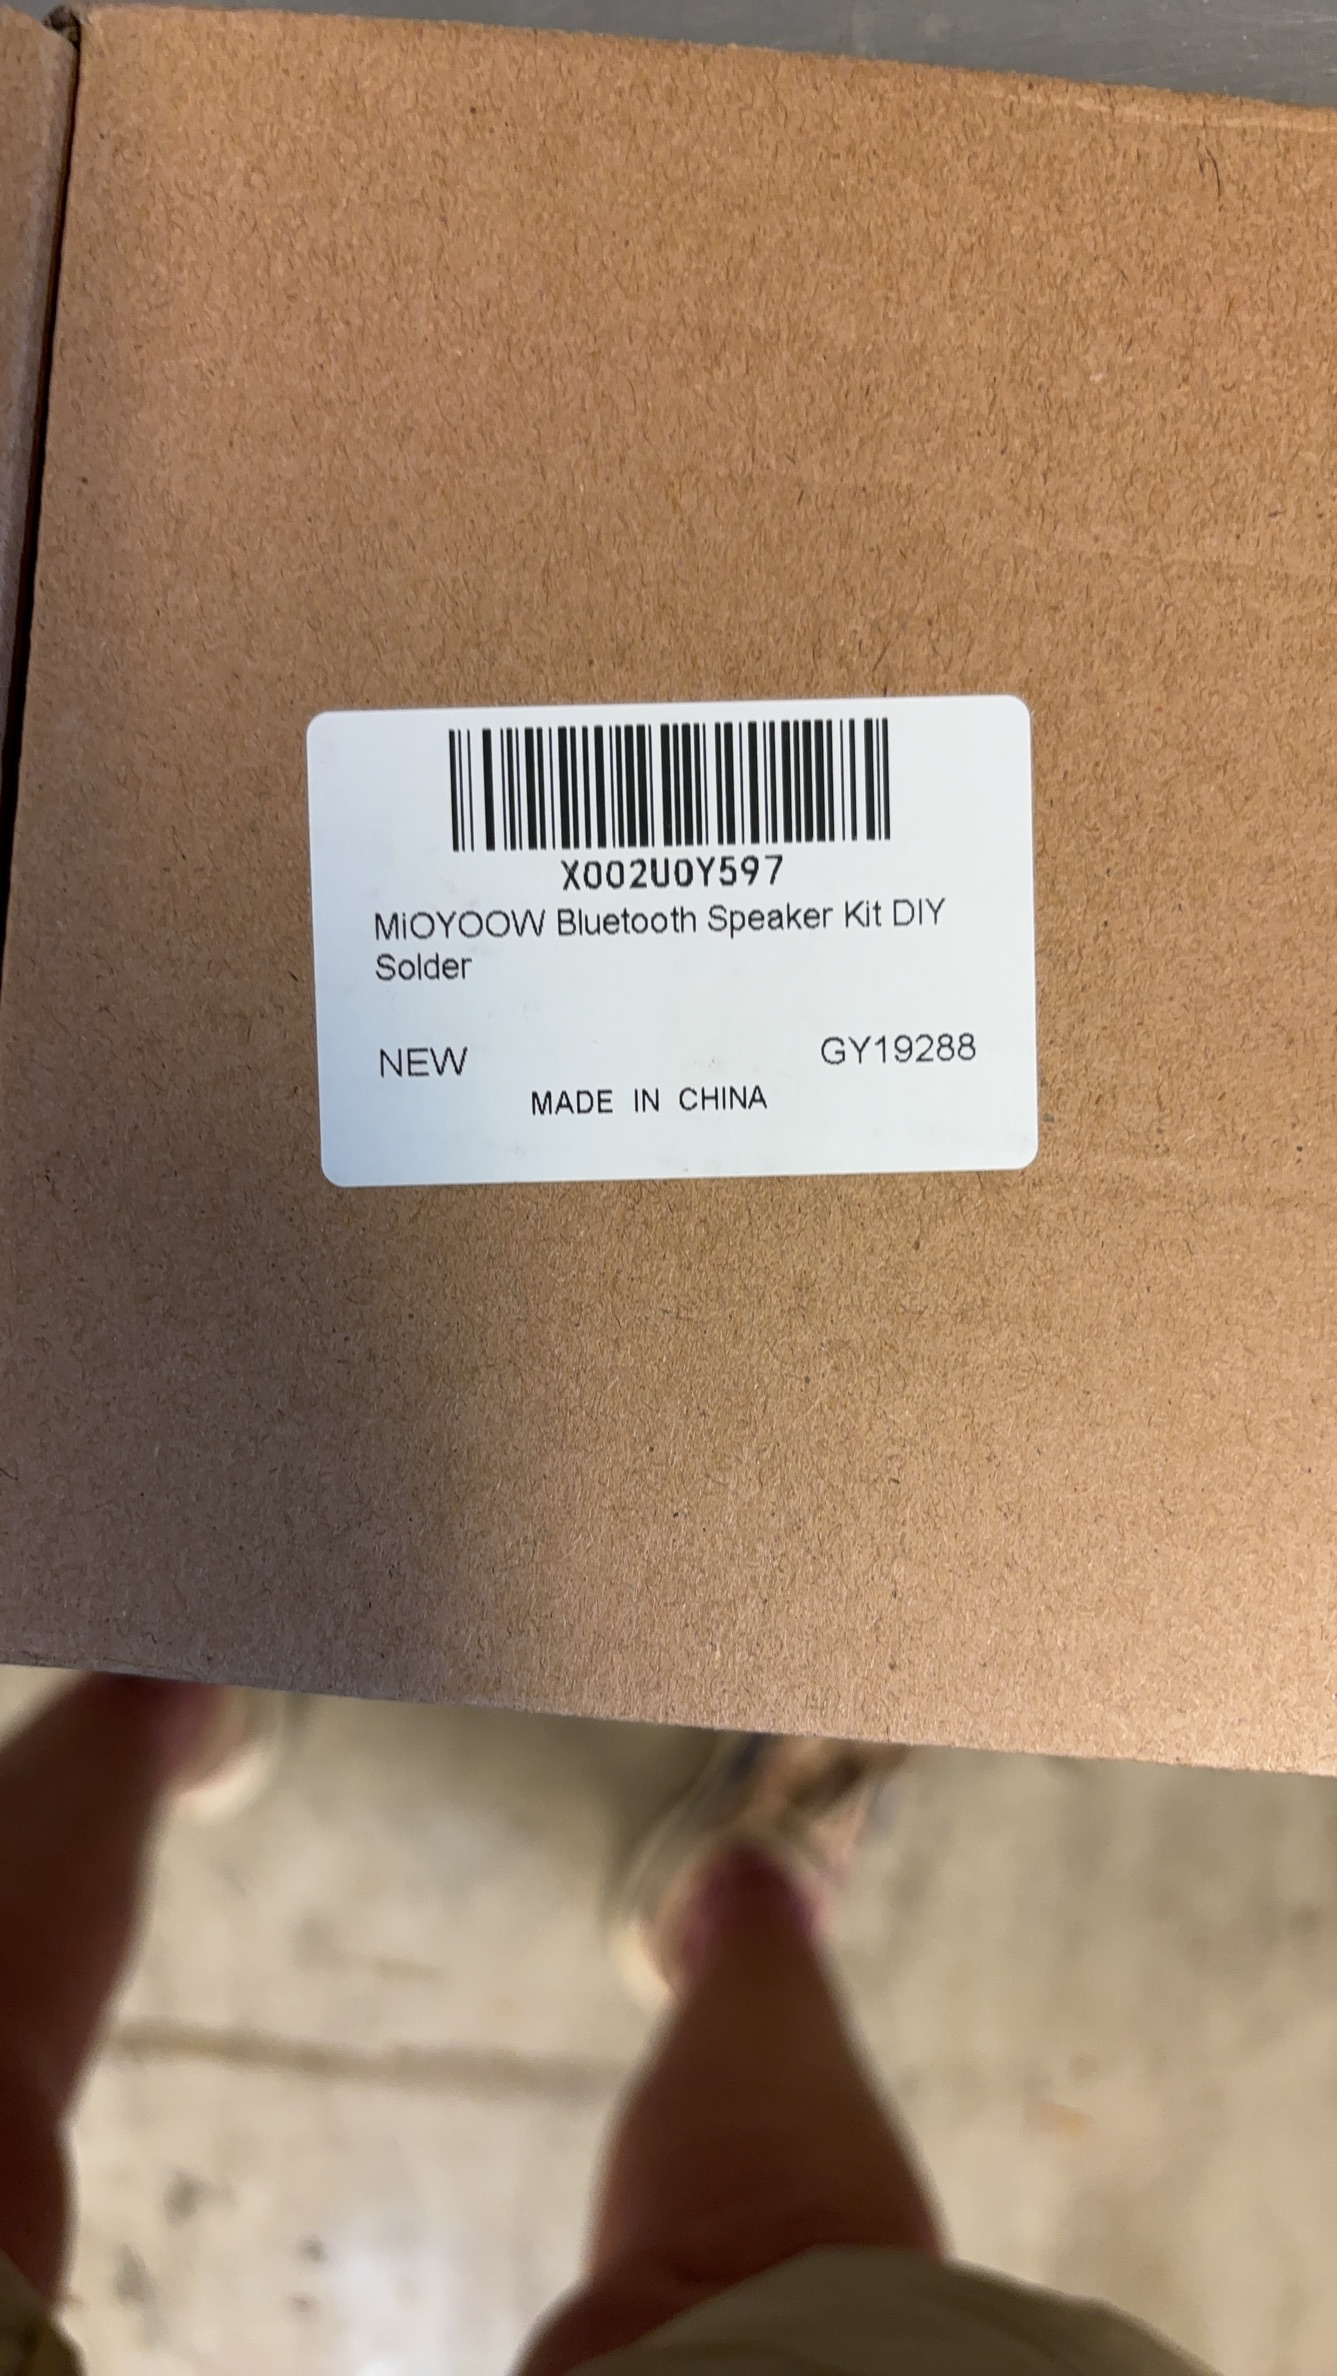 X002U0Y597
MiOYOOW Bluetooth Speaker Kit DIY
Solder
NEW GY19288
MADE IN CHINA